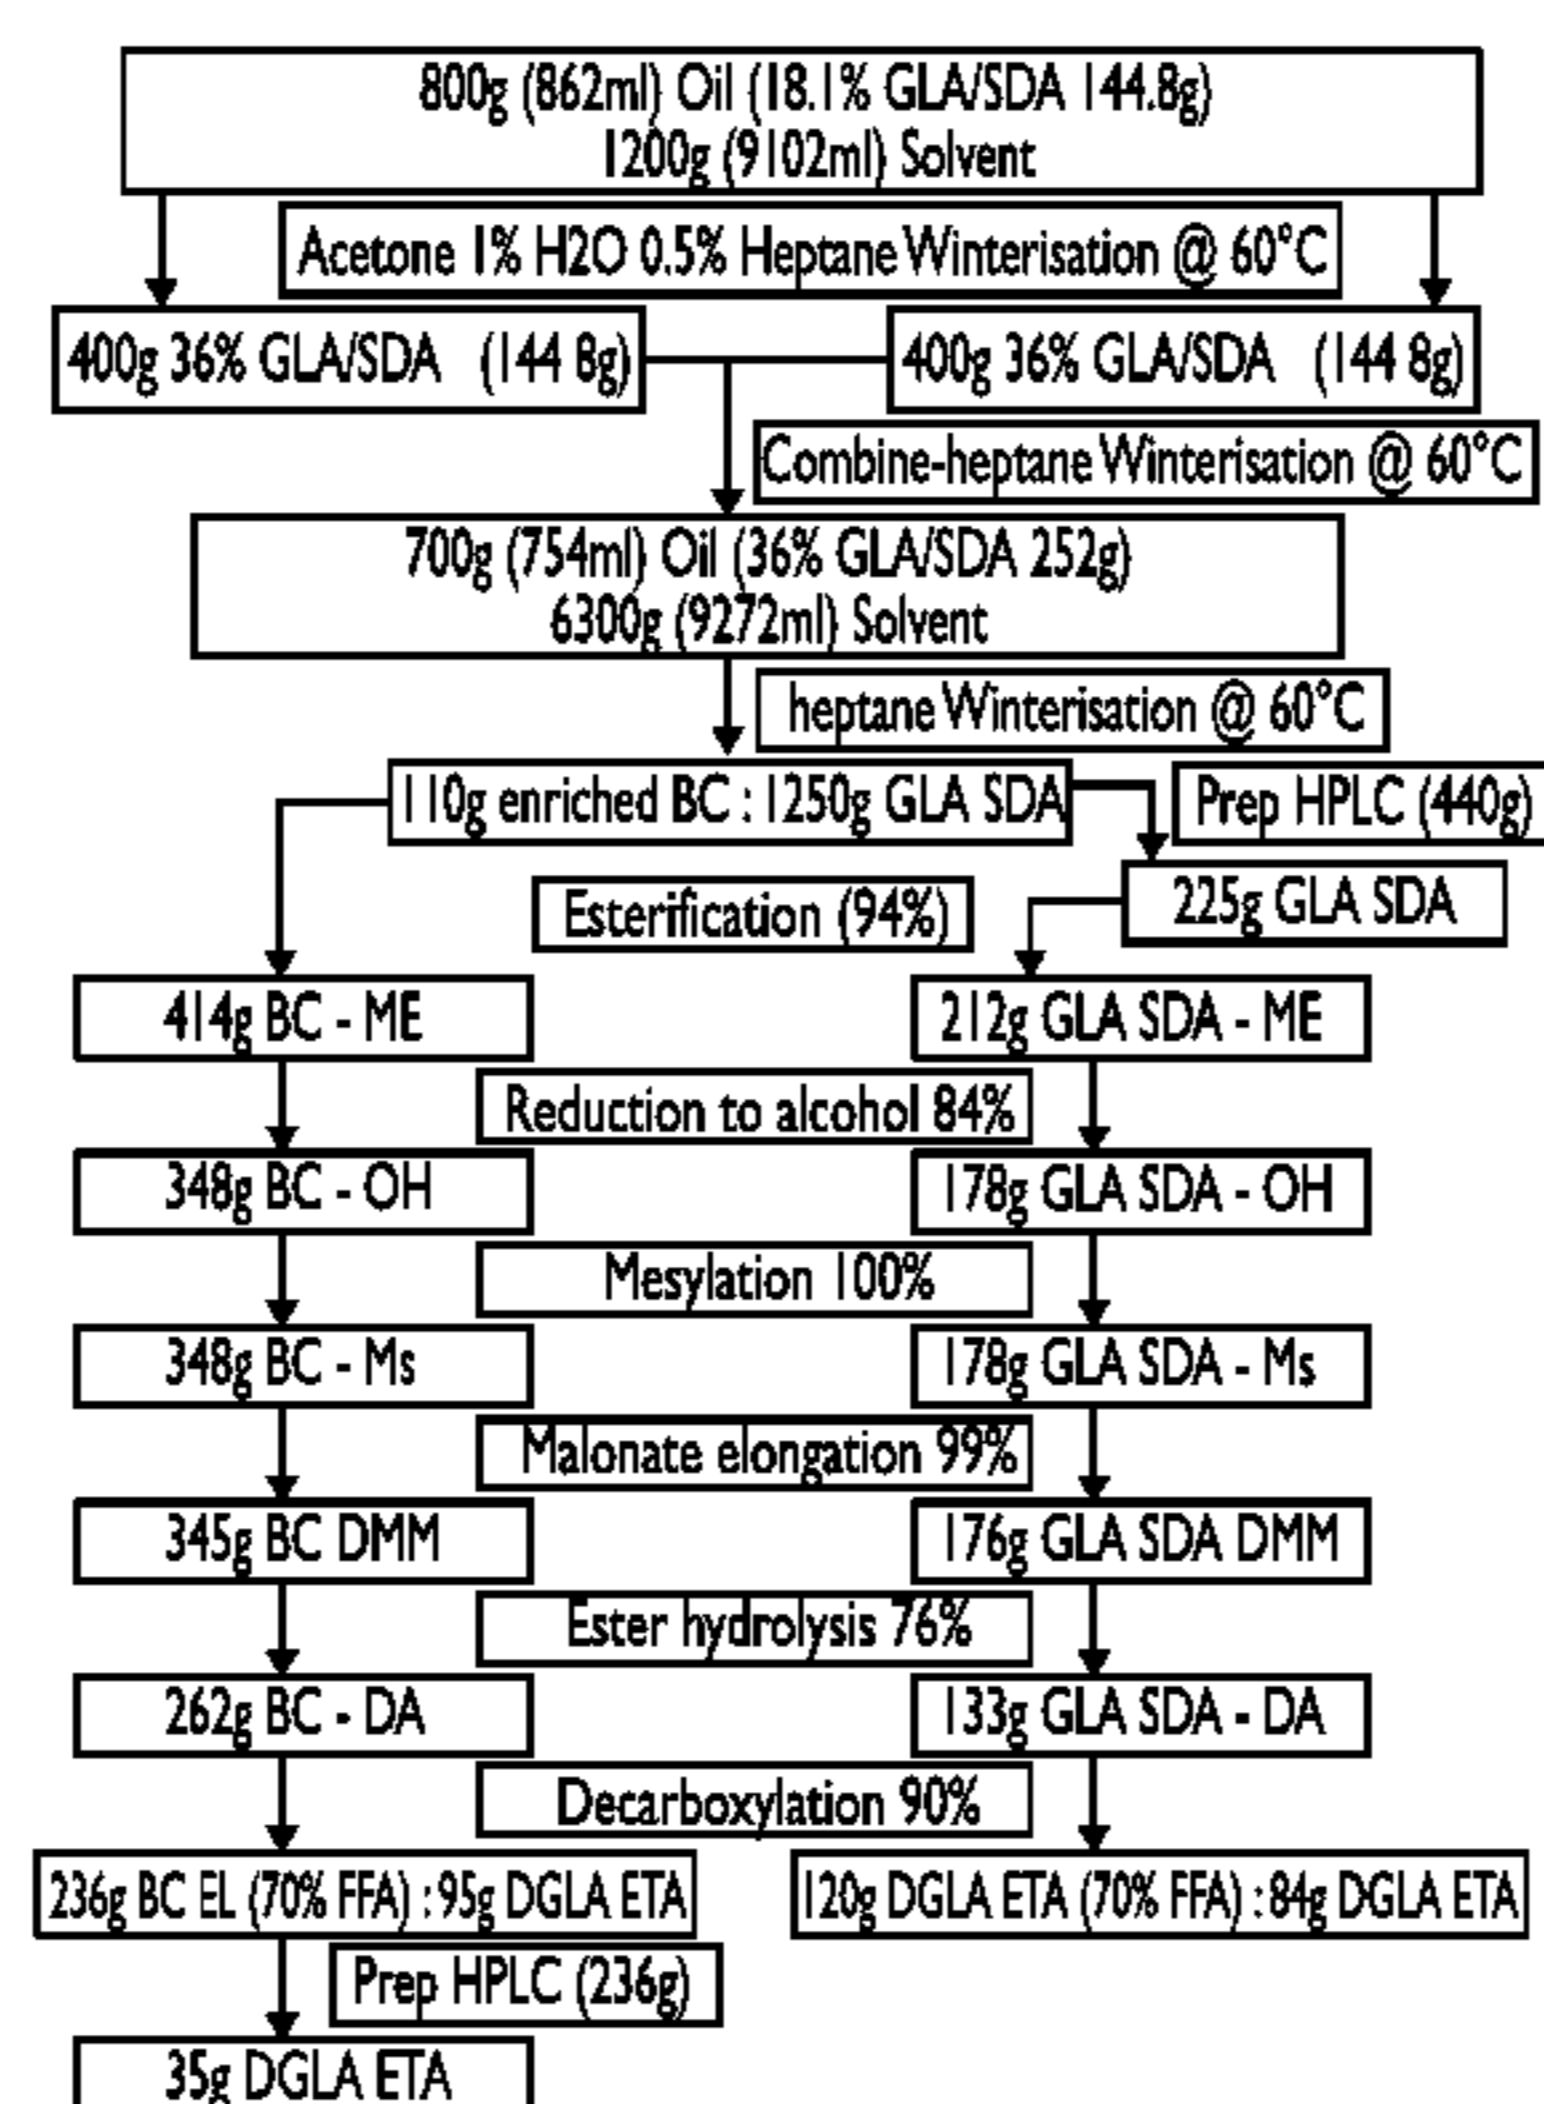 800g (862ml) Oil (18.1% GLA/SDA 144.8g)
1200g (9102ml) Solvent
Acetone 1% H2O 0.5% Heptane Winterisation @ 60°C
400g 36% GLA/SDA (144 8g)
400g 36% GLA/SDA (144 8g)
Combine-heptane Winterisation @ 60°C
700g (754ml) Oil (36% GLA/SDA 252g)
6300g (9272ml) Solvent
heptane Winterisation @ 60°C
110g enriched BC : 1250g GLA SDA
Prep HPLC (440g)
225g GLA SDA
Esterification (94%)
414g BC - ME
212g GLA SDA - ME
Reduction to alcohol 84%
348g BC - OH
178g GLA SDA - OH
Mesylation 100%
348g BC - Ms
178g GLA SDA - Ms
Malonate elongation 99%
345g BC DMM
176g GLA SDA DMM
Ester hydrolysis 76%
262g BC - DA
133g GLA SDA - DA
Decarboxylation 90%
236g BC EL (70% FFA) : 95g DGLA ETA
120g DGLA ETA (70% FFA) : 84g DGLA ETA
Prep HPLC (236g)
35g DGLA ETA